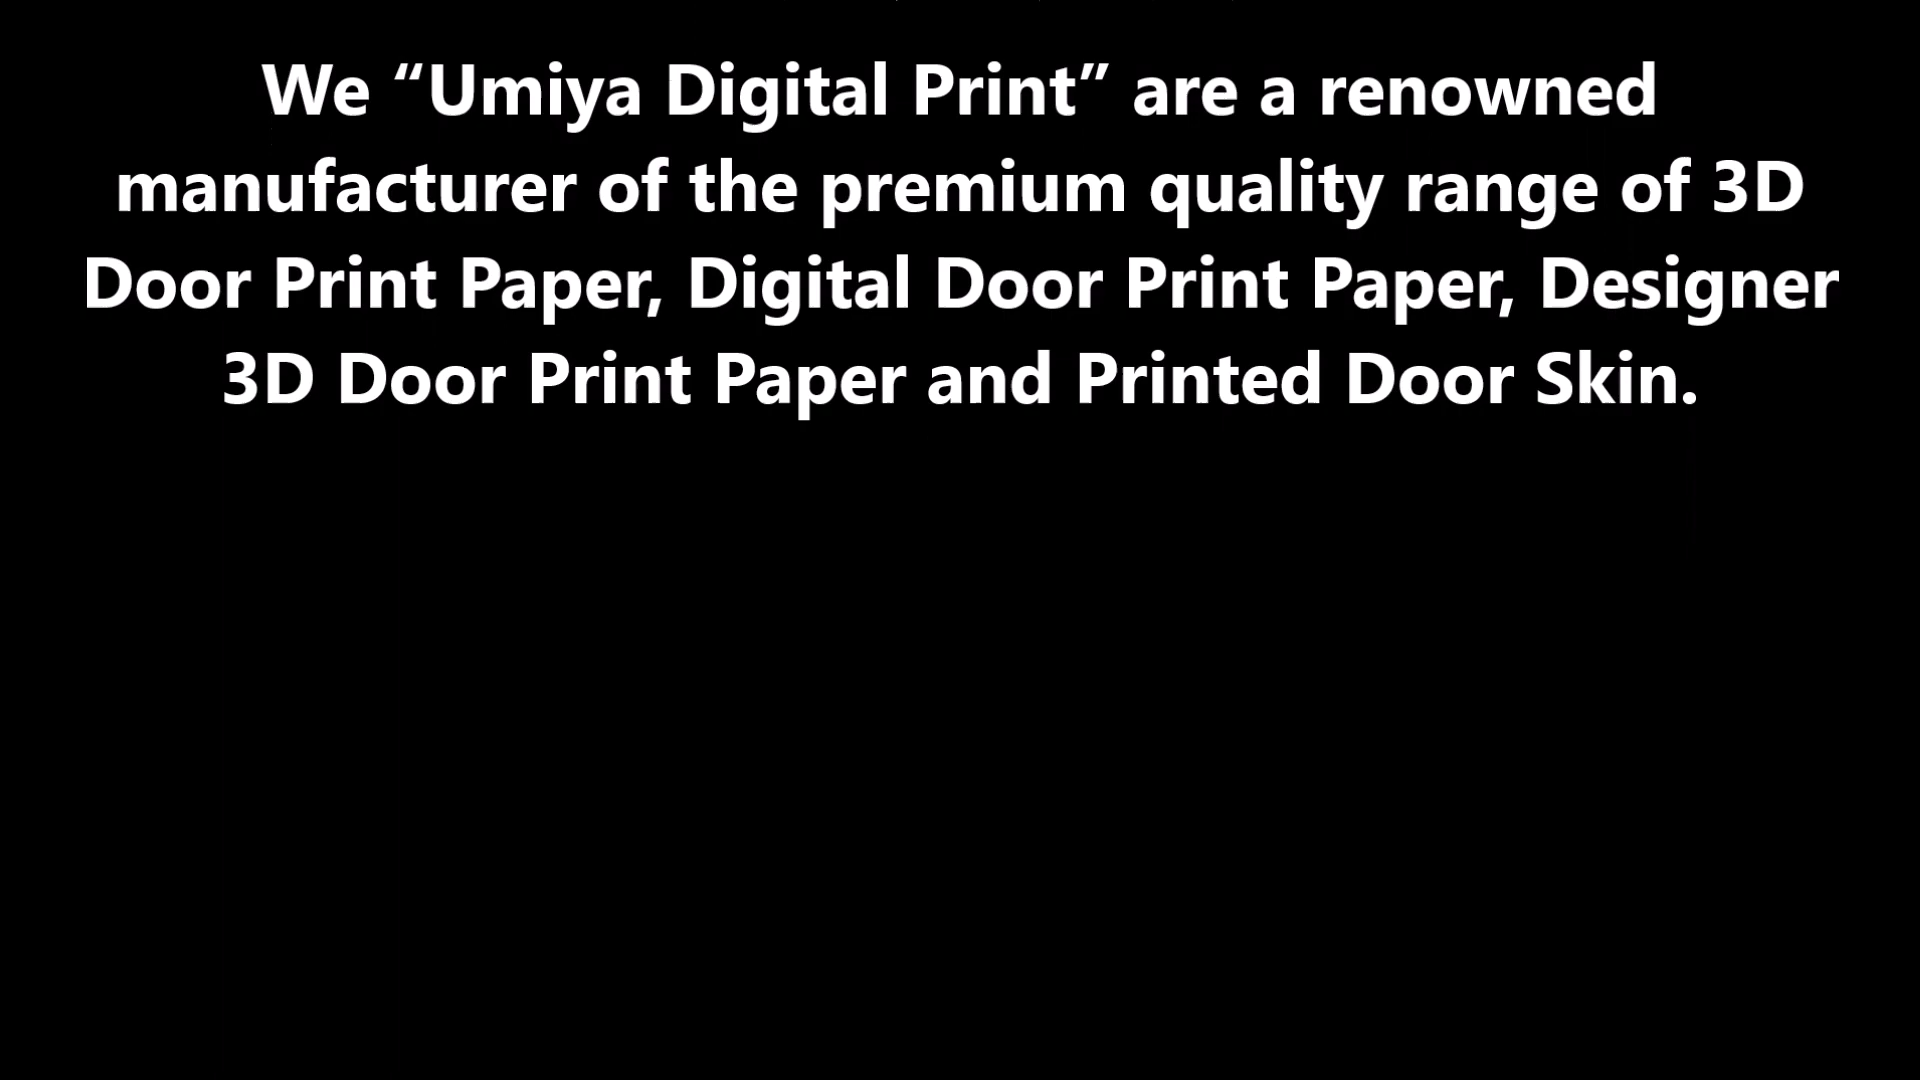 We “Umiya Digital Print” are a renowned
manufacturer of the premium quality range of 3D
Door Print Paper, Digital Door Print Paper, Designer
3D Door Print Paper and Printed Door Skin.